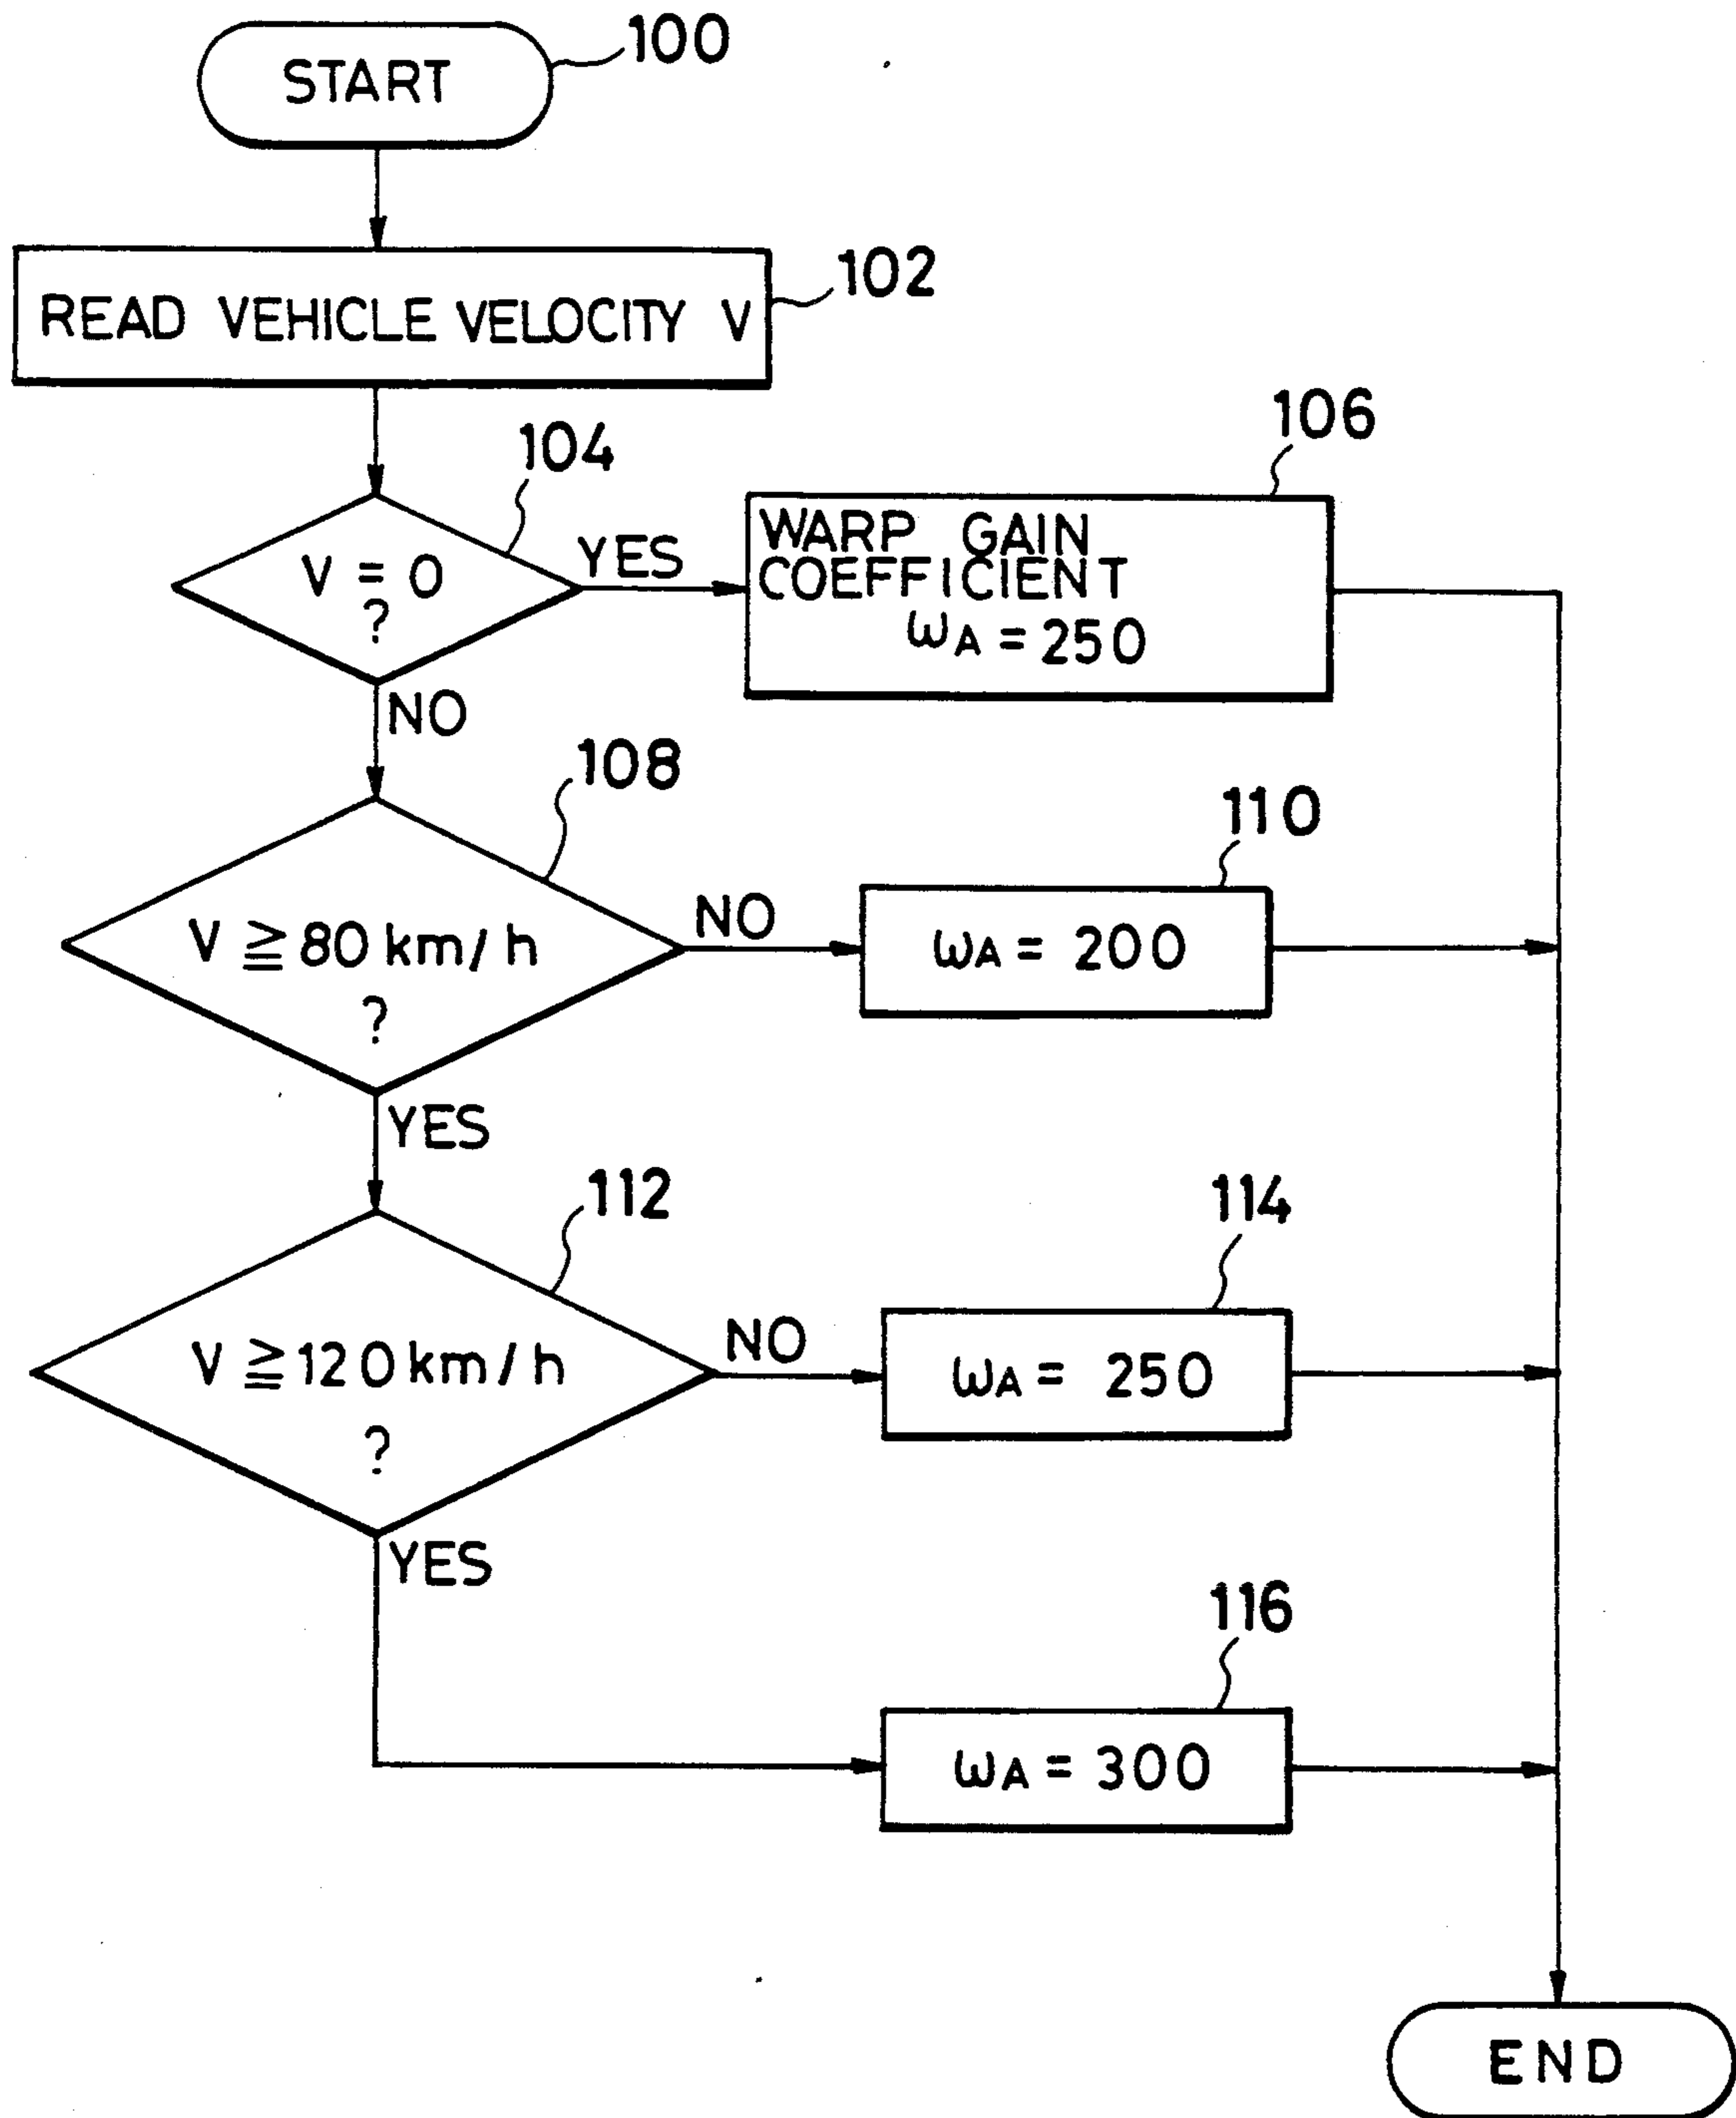 START
100
READ VEHICLE VELOCITY V
102
104
V = 0
?
YES
NO
106
WARP GAIN
COEFFICIENT
ωA = 250
108
V ≧ 80 km/h
?
NO
YES
110
ωA = 200
112
V ≧ 120 km/h
?
NO
YES
114
ωA = 250
116
ωA = 300
END